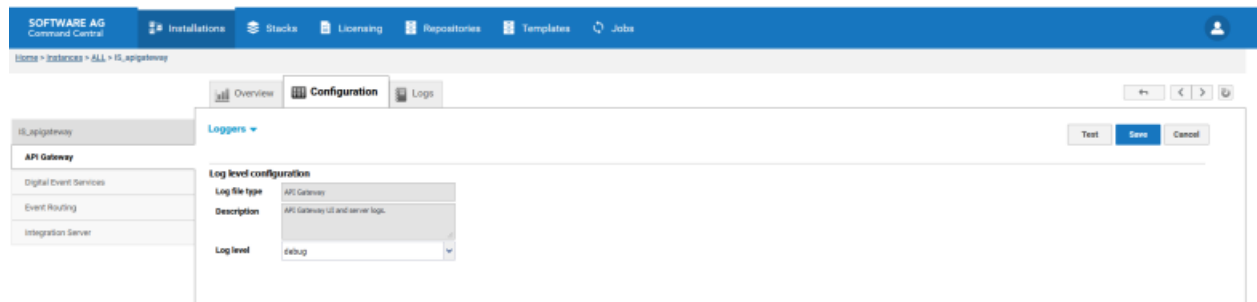 SOFTWARE AG
Command Central
Installations
Stacks
Licensing
Repositories
Templates
Jobs
Home > Instances > ALL > IS_apigateway
Overview
Configuration
Logs
IS_apigateway
API Gateway
Digital Event Services
Event Routing
Integration Server
Loggers
Test
Save
Cancel
Log level configuration
Log file type
API Gateway
Description
API Gateway UI and server logs.
Log level
debug